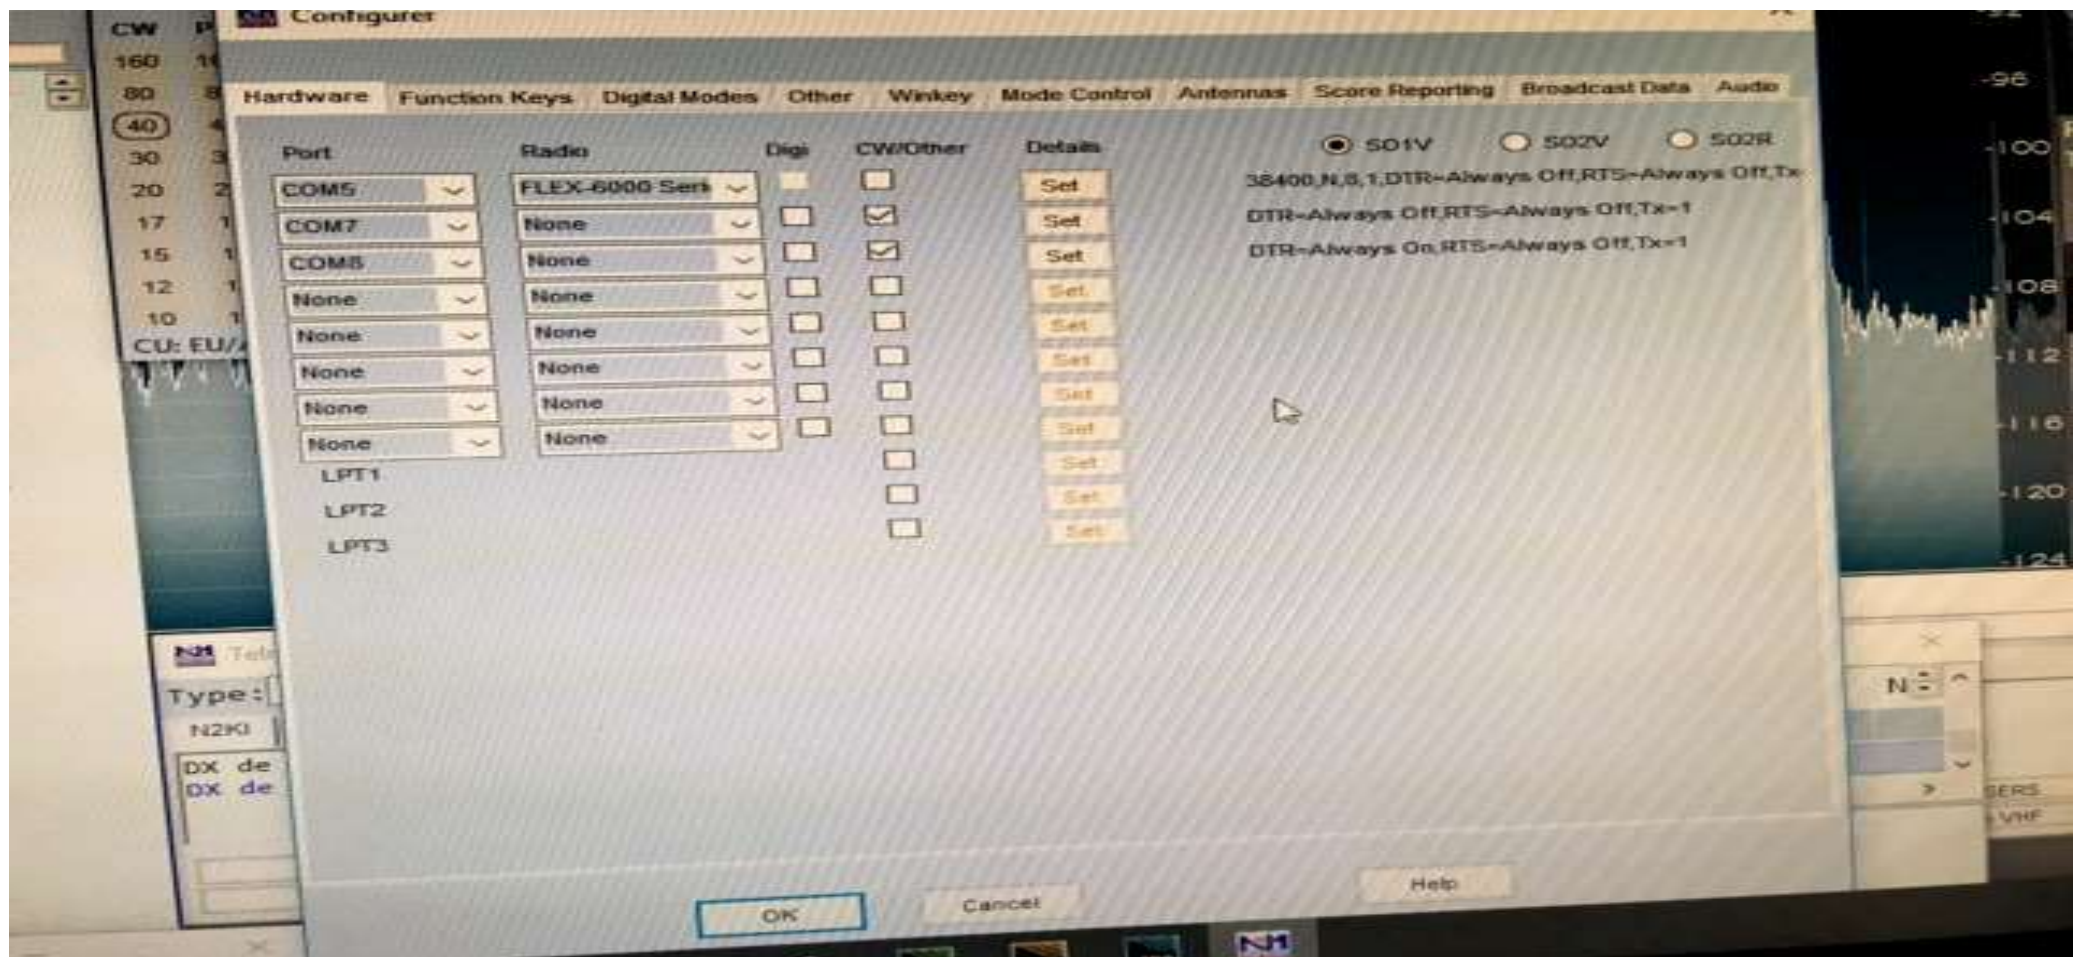 Configurer
CW
160
80
40
30
20
17
15
12
10
CU: EU/
Hardware Function Keys Digital Modes Other Winkey Mode Control Antennas Score Reporting Broadcast Data Audio
Port Radio Digi CW/Other Details SO1V SO2V SO2R
COM5 FLEX-6000 Seri Set 38400,N,8,1,DTR=Always Off,RTS=Always Off,Tx
COM7 None Set DTR=Always Off,RTS=Always Off,Tx=1
COM8 None Set DTR=Always On,RTS=Always Off,Tx=1
None None Set
None None Set
None None Set
None None Set
None None Set
LPT1 Set
LPT2 Set
LPT3 Set
OK Cancel Help
-92
-96
-100
-104
-108
-112
-116
-120
-124
Type:
N2KI
DX de
DX de
N
SERS
VHF